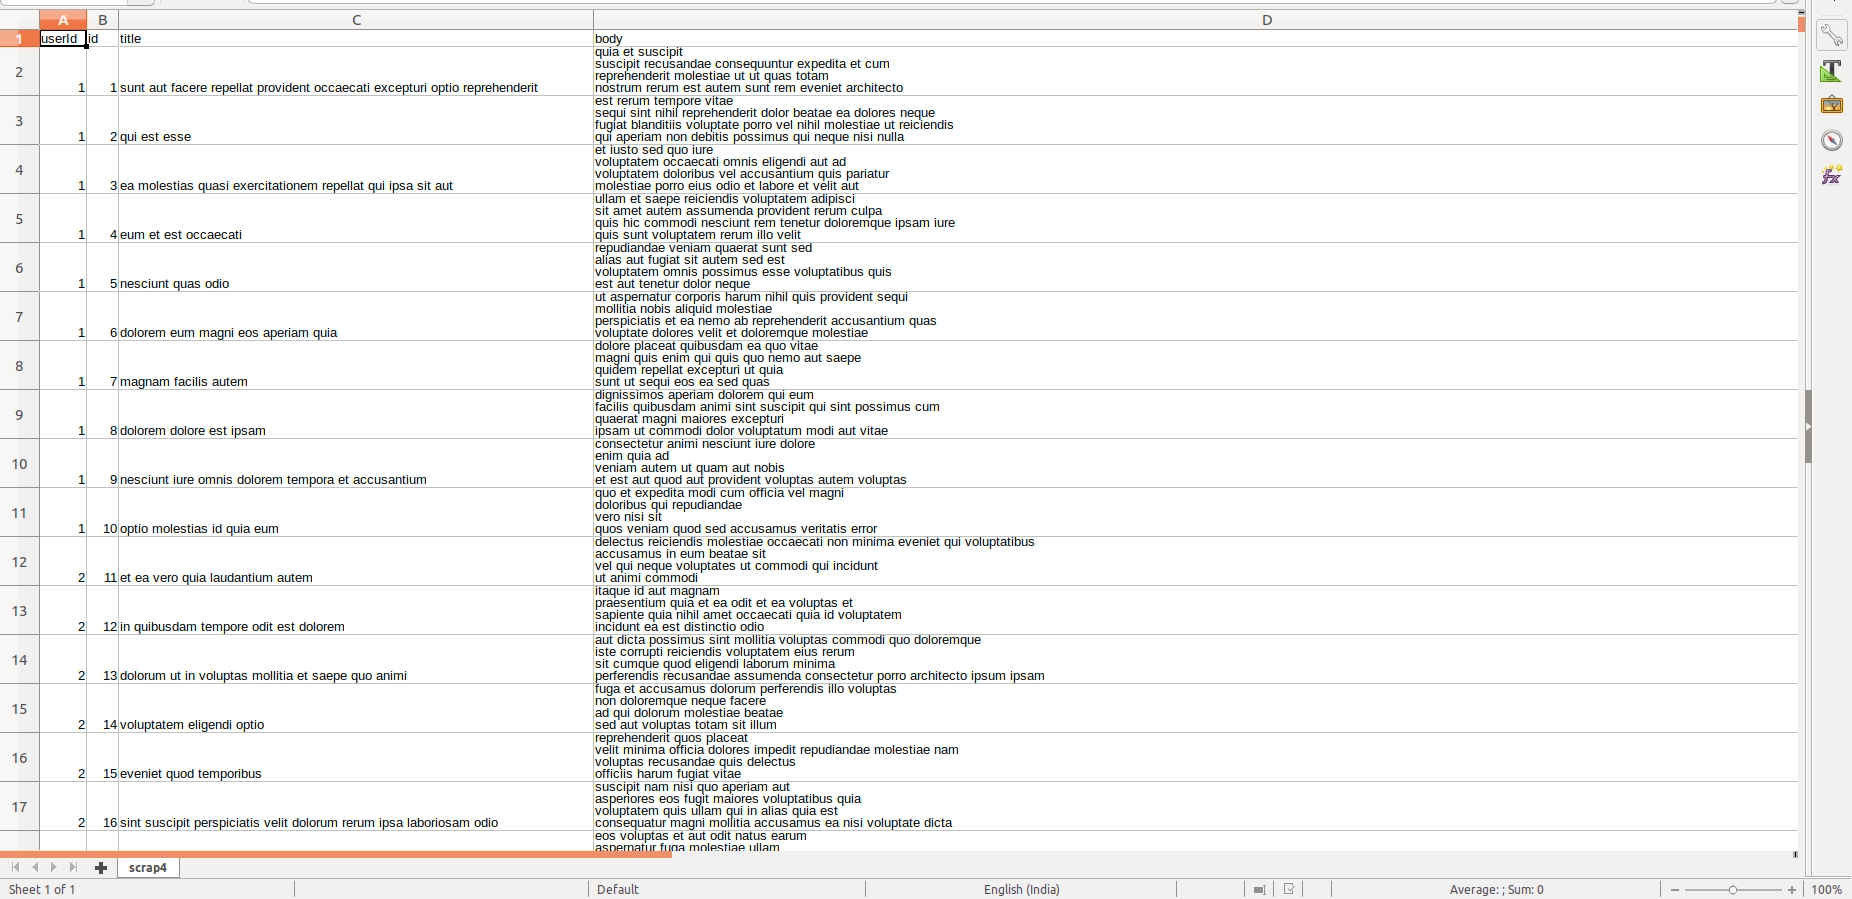 A B C D
1 userId id title body
2 1 1 sunt aut facere repellat provident occaecati excepturi optio reprehenderit
quia et suscipit
suscipit recusandae consequuntur expedita et cum
reprehenderit molestiae ut ut quas totam
nostrum rerum est autem sunt rem eveniet architecto
3 1 2 qui est esse
est rerum tempore vitae
sequi sint nihil reprehenderit dolor beatae ea dolores neque
fugiat blanditiis voluptate porro vel nihil molestiae ut reiciendis
qui aperiam non debitis possimus qui neque nisi nulla
4 1 3 ea molestias quasi exercitationem repellat qui ipsa sit aut
et iusto sed quo iure
voluptatem occaecati omnis eligendi aut ad
voluptatem doloribus vel accusantium quis pariatur
molestiae porro eius odio et labore et velit aut
5 1 4 eum et est occaecati
ullam et saepe reiciendis voluptatem adipisci
sit amet autem assumenda provident rerum culpa
quis hic commodi nesciunt rem tenetur doloremque ipsam iure
quis sunt voluptatem rerum illo velit
6 1 5 nesciunt quas odio
repudiandae veniam quaerat sunt sed
alias aut fugiat sit autem sed est
voluptatem omnis possimus esse voluptatibus quis
est aut tenetur dolor neque
7 1 6 dolorem eum magni eos aperiam quia
ut aspernatur corporis harum nihil quis provident sequi
mollitia nobis aliquid molestiae
perspiciatis et ea nemo ab reprehenderit accusantium quas
voluptate dolores velit et doloremque molestiae
8 1 7 magnam facilis autem
dolore placeat quibusdam ea quo vitae
magni quis enim qui quis quo nemo aut saepe
quidem repellat excepturi ut quia
sunt ut sequi eos ea sed quas
9 1 8 dolorem dolore est ipsam
dignissimos aperiam dolorem qui eum
facilis quibusdam animi sint suscipit qui sint possimus cum
quaerat magni maiores excepturi
ipsam ut commodi dolor voluptatum modi aut vitae
10 1 9 nesciunt iure omnis dolorem tempora et accusantium
consectetur animi nesciunt iure dolore
enim quia ad
veniam autem ut quam aut nobis
et est aut quod aut provident voluptas autem voluptas
11 1 10 optio molestias id quia eum
quo et expedita modi cum officia vel magni
doloribus qui repudiandae
vero nisi sit
quos veniam quod sed accusamus veritatis error
12 2 11 et ea vero quia laudantium autem
delectus reiciendis molestiae occaecati non minima eveniet qui voluptatibus
accusamus in eum beatae sit
vel qui neque voluptates ut commodi qui incidunt
ut animi commodi
13 2 12 in quibusdam tempore odit est dolorem
itaque id aut magnam
praesentium quia et ea odit et ea voluptas et
sapiente quia nihil amet occaecati quia id voluptatem
incidunt ea est distinctio odio
14 2 13 dolorum ut in voluptas mollitia et saepe quo animi
aut dicta possimus sint mollitia voluptas commodi quo doloremque
iste corrupti reiciendis voluptatem eius rerum
sit cumque quod eligendi laborum minima
perferendis recusandae assumenda consectetur porro architecto ipsum ipsam
15 2 14 voluptatem eligendi optio
fuga et accusamus dolorum perferendis illo voluptas
non doloremque neque facere
ad qui dolorum molestiae beatae
sed aut voluptas totam sit illum
16 2 15 eveniet quod temporibus
reprehenderit quos placeat
velit minima officia dolores impedit repudiandae molestiae nam
voluptas recusandae quis delectus
officiis harum fugiat vitae
17 2 16 sint suscipit perspiciatis velit dolorum rerum ipsa laboriosam odio
suscipit nam nisi quo aperiam aut
asperiores eos fugit maiores voluptatibus quia
voluptatem quis ullam qui in alias quia est
consequatur magni mollitia accusamus ea nisi voluptate dicta
eos voluptas et aut odit natus earum
aspernatur fuga molestiae ullam
scrap4
Sheet 1 of 1 Default English (India) Average: ; Sum: 0 100%